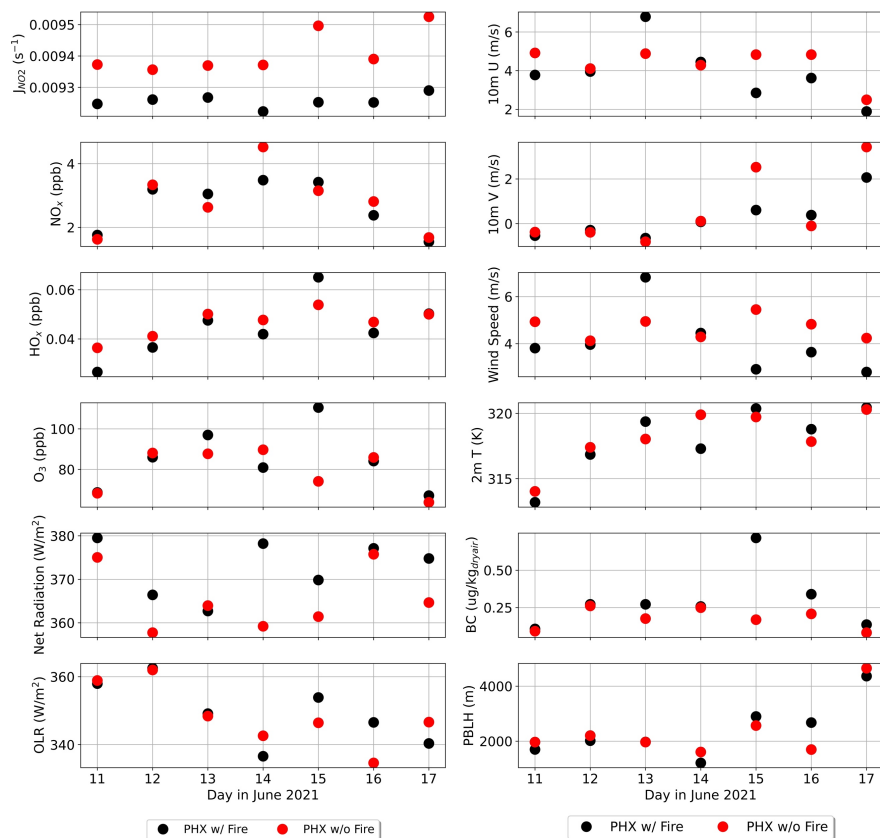 0.0095
0.0094
0.0093
J_NO2 (s⁻¹)
4
2
NOₓ (ppb)
0.06
0.04
HOₓ (ppb)
100
80
O₃ (ppb)
380
370
360
Net Radiation (W/m²)
360
340
OLR (W/m²)
11 12 13 14 15 16 17
Day in June 2021
PHX w/ Fire PHX w/o Fire
6
4
2
10m U (m/s)
2
0
10m V (m/s)
6
4
Wind Speed (m/s)
320
315
2m T (K)
0.50
0.25
BC (ug/kg_dryair)
4000
2000
PBLH (m)
11 12 13 14 15 16 17
Day in June 2021
PHX w/ Fire PHX w/o Fire